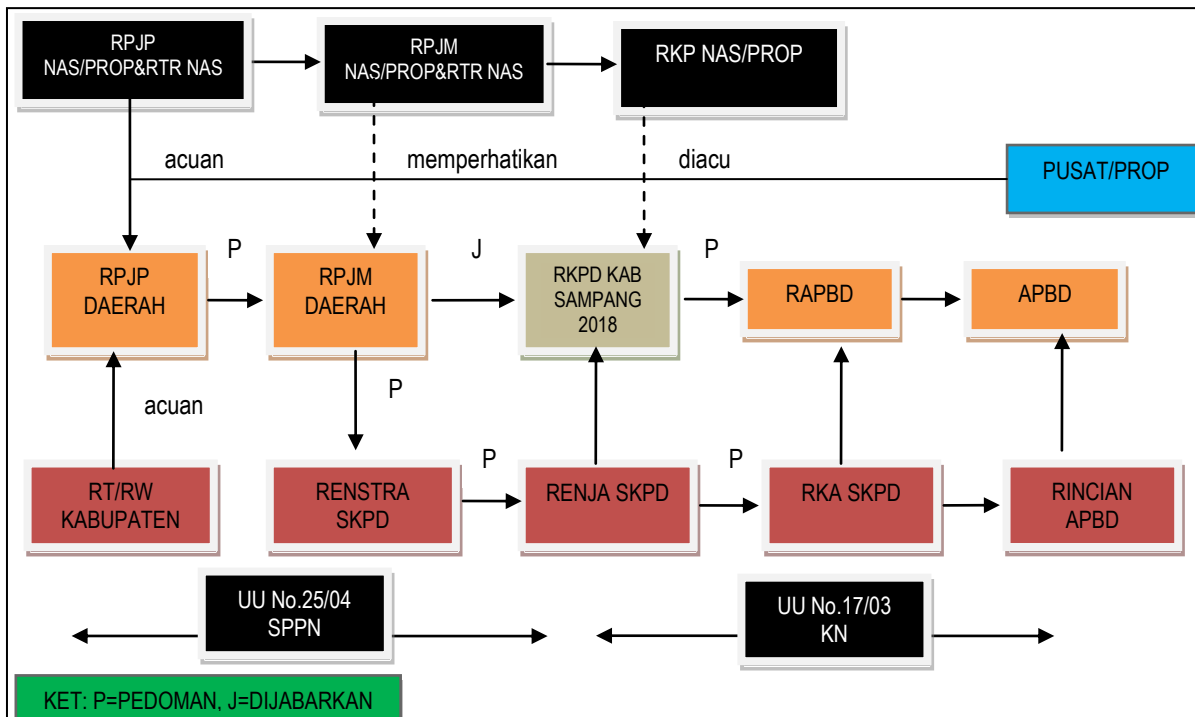 RPJP
NAS/PROP&RTR NAS
RPJM
NAS/PROP&RTR NAS
RKP NAS/PROP
acuan
memperhatikan
diacu
PUSAT/PROP
RPJP
DAERAH
P
RPJM
DAERAH
J
RKPD KAB
SAMPANG
2018
P
RAPBD
APBD
acuan
P
RT/RW
KABUPATEN
RENSTRA
SKPD
P
RENJA SKPD
P
RKA SKPD
RINCIAN
APBD
UU No.25/04
SPPN
UU No.17/03
KN
KET: P=PEDOMAN, J=DIJABARKAN